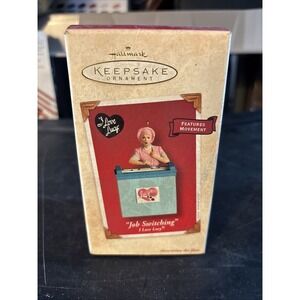 Hallmark
KEEPSAKE
ORNAMENT
I Love
Lucy
FEATURES
MOVEMENT
"Job Switching"
I Love Lucy®